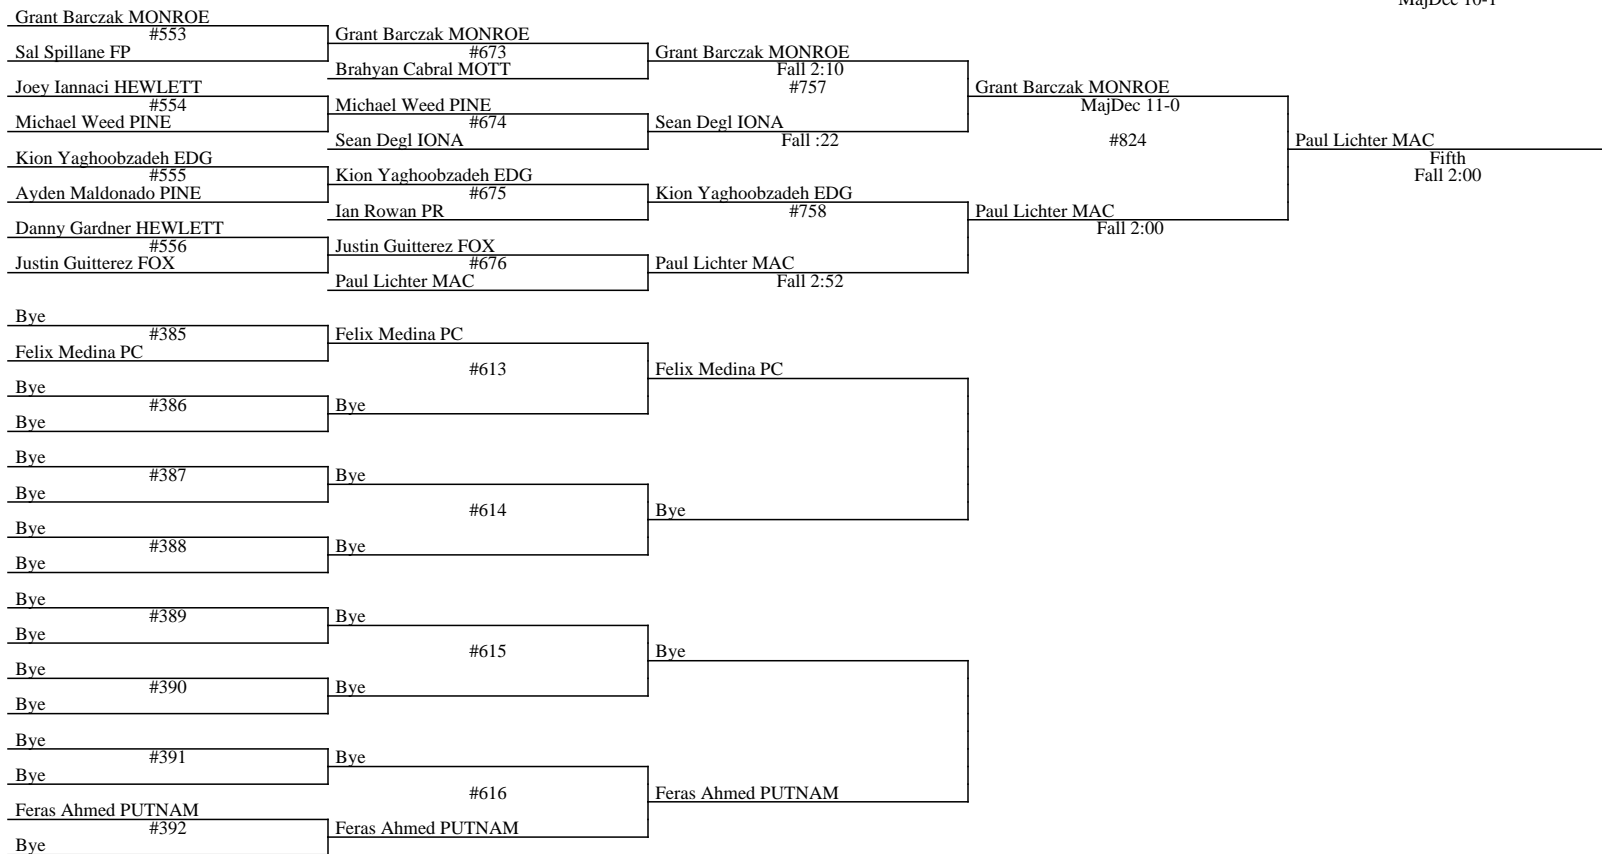 MajDec 10-1
Grant Barczak MONROE
#553
Sal Spillane FP
Joey Iannaci HEWLETT
#554
Michael Weed PINE
Kion Yaghoobzadeh EDG
#555
Ayden Maldonado PINE
Danny Gardner HEWLETT
#556
Justin Guitterez FOX
Grant Barczak MONROE
#673
Brahyan Cabral MOTT
Michael Weed PINE
#674
Sean Degl IONA
Kion Yaghoobzadeh EDG
#675
Ian Rowan PR
Justin Guitterez FOX
#676
Paul Lichter MAC
Grant Barczak MONROE
Fall 2:10
#757
Sean Degl IONA
Fall :22
Kion Yaghoobzadeh EDG
#758
Paul Lichter MAC
Fall 2:52
Grant Barczak MONROE
MajDec 11-0
#824
Paul Lichter MAC
Fall 2:00
Paul Lichter MAC
Fifth
Fall 2:00
Bye
#385
Felix Medina PC
Bye
#386
Bye
Bye
#387
Bye
Bye
#388
Bye
Bye
#389
Bye
Bye
#390
Bye
Bye
#391
Bye
Feras Ahmed PUTNAM
#392
Bye
Felix Medina PC
#613
Bye
Bye
#614
Bye
Bye
#615
Bye
Bye
#616
Feras Ahmed PUTNAM
Felix Medina PC
Bye
Bye
Feras Ahmed PUTNAM